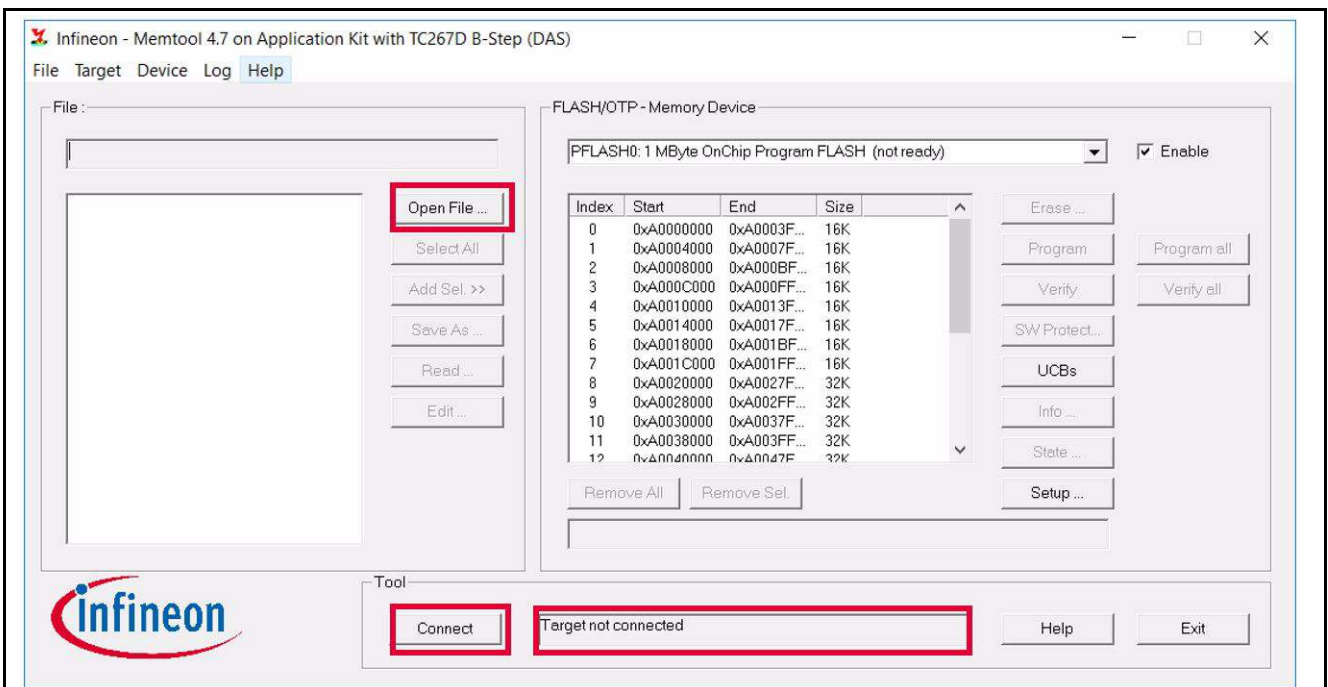 Infineon - Memtool 4.7 on Application Kit with TC267D B-Step (DAS)
File Target Device Log Help
File :
Open File ...
Select All
Add Sel. >>
Save As ...
Read ...
Edit ...
FLASH/OTP - Memory Device
PFLASH0: 1 MByte OnChip Program FLASH (not ready)
Enable
Index Start End Size
0 0xA0000000 0xA0003F... 16K
1 0xA0004000 0xA0007F... 16K
2 0xA0008000 0xA000BF... 16K
3 0xA000C000 0xA000FF... 16K
4 0xA0010000 0xA0013F... 16K
5 0xA0014000 0xA0017F... 16K
6 0xA0018000 0xA001BF... 16K
7 0xA001C000 0xA001FF... 16K
8 0xA0020000 0xA0027F... 32K
9 0xA0028000 0xA002FF... 32K
10 0xA0030000 0xA0037F... 32K
11 0xA0038000 0xA003FF... 32K
12 0xA0040000 0xA0047F... 32K
Erase ...
Program Program all
Verify Verify all
SW Protect...
UCBs
Info ...
State ...
Setup ...
Remove All Remove Sel.
infineon
Tool
Connect Target not connected Help Exit